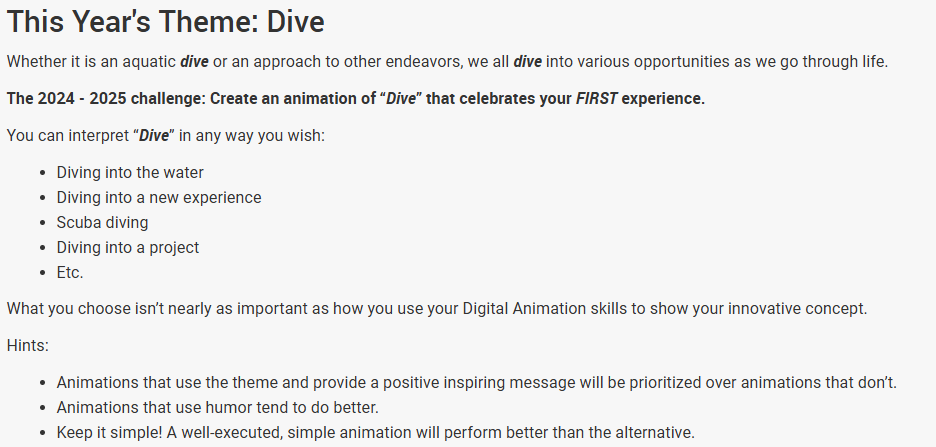 This Year's Theme: Dive
Whether it is an aquatic dive or an approach to other endeavors, we all dive into various opportunities as we go through life.
The 2024 - 2025 challenge: Create an animation of “Dive” that celebrates your FIRST experience.
You can interpret “Dive” in any way you wish:
• Diving into the water
• Diving into a new experience
• Scuba diving
• Diving into a project
• Etc.
What you choose isn’t nearly as important as how you use your Digital Animation skills to show your innovative concept.
Hints:
• Animations that use the theme and provide a positive inspiring message will be prioritized over animations that don’t.
• Animations that use humor tend to do better.
• Keep it simple! A well-executed, simple animation will perform better than the alternative.